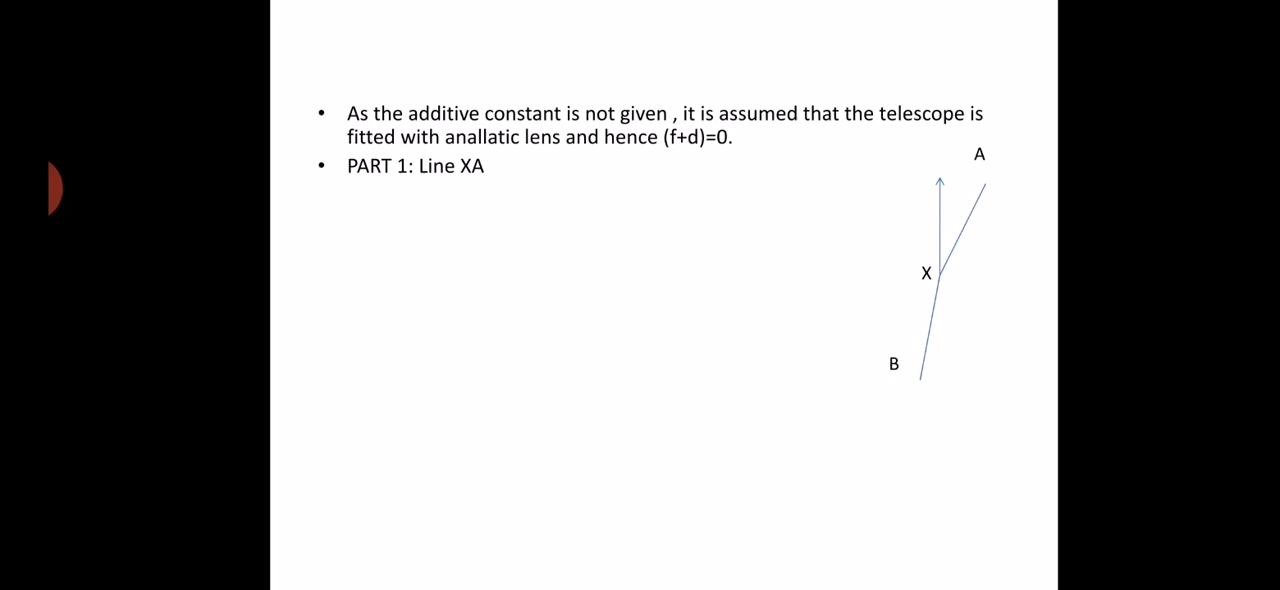 • As the additive constant is not given , it is assumed that the telescope is
fitted with anallatic lens and hence (f+d)=0.
• PART 1: Line XA
A
X
B